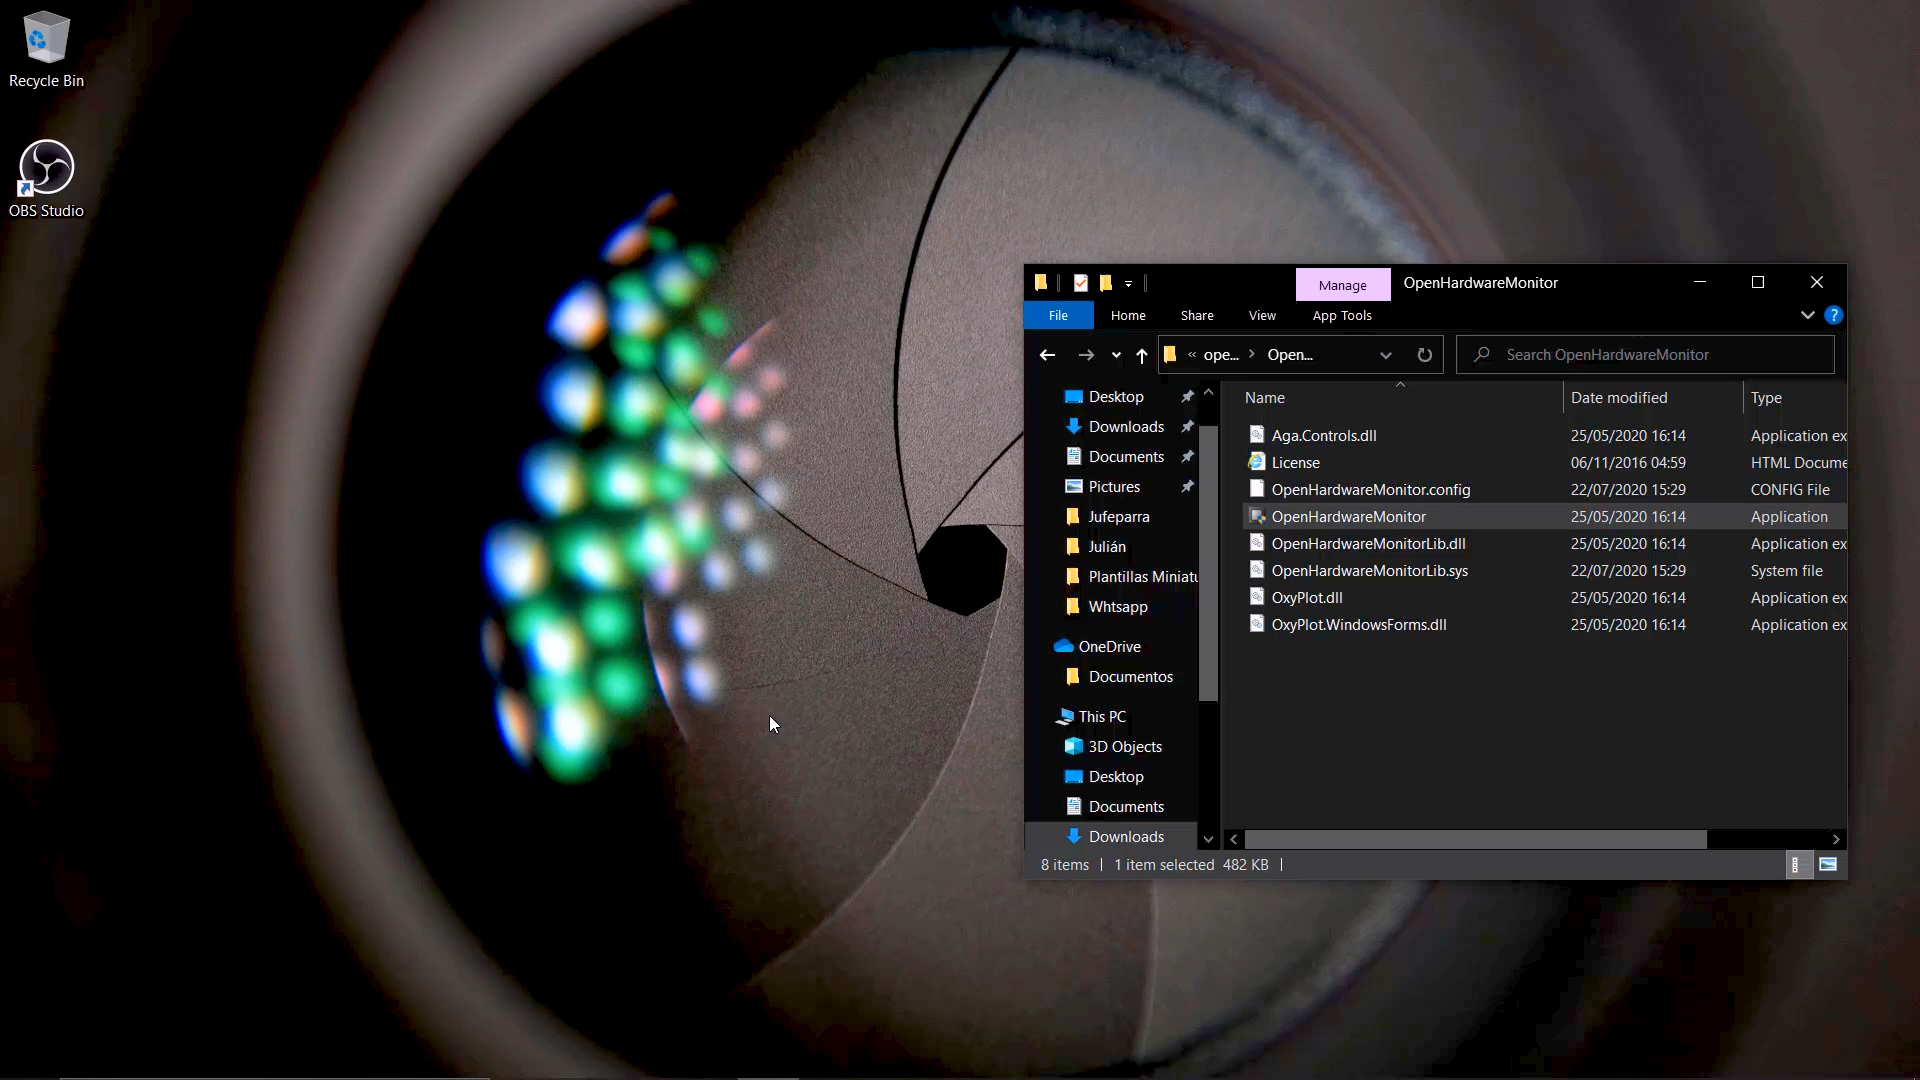 Recycle Bin
OBS Studio
Manage
OpenHardwareMonitor
File
Home
Share
View
App Tools
?
« ope... > Open...
Search OpenHardwareMonitor
Desktop
Downloads
Documents
Pictures
Jufeparra
Julián
Plantillas Miniatu
Whtsapp
OneDrive
Documentos
This PC
3D Objects
Desktop
Documents
Downloads
Name Date modified Type
Aga.Controls.dll 25/05/2020 16:14 Application ex
License 06/11/2016 04:59 HTML Docume
OpenHardwareMonitor.config 22/07/2020 15:29 CONFIG File
OpenHardwareMonitor 25/05/2020 16:14 Application
OpenHardwareMonitorLib.dll 25/05/2020 16:14 Application ex
OpenHardwareMonitorLib.sys 22/07/2020 15:29 System file
OxyPlot.dll 25/05/2020 16:14 Application ex
OxyPlot.WindowsForms.dll 25/05/2020 16:14 Application ex
8 items 1 item selected 482 KB